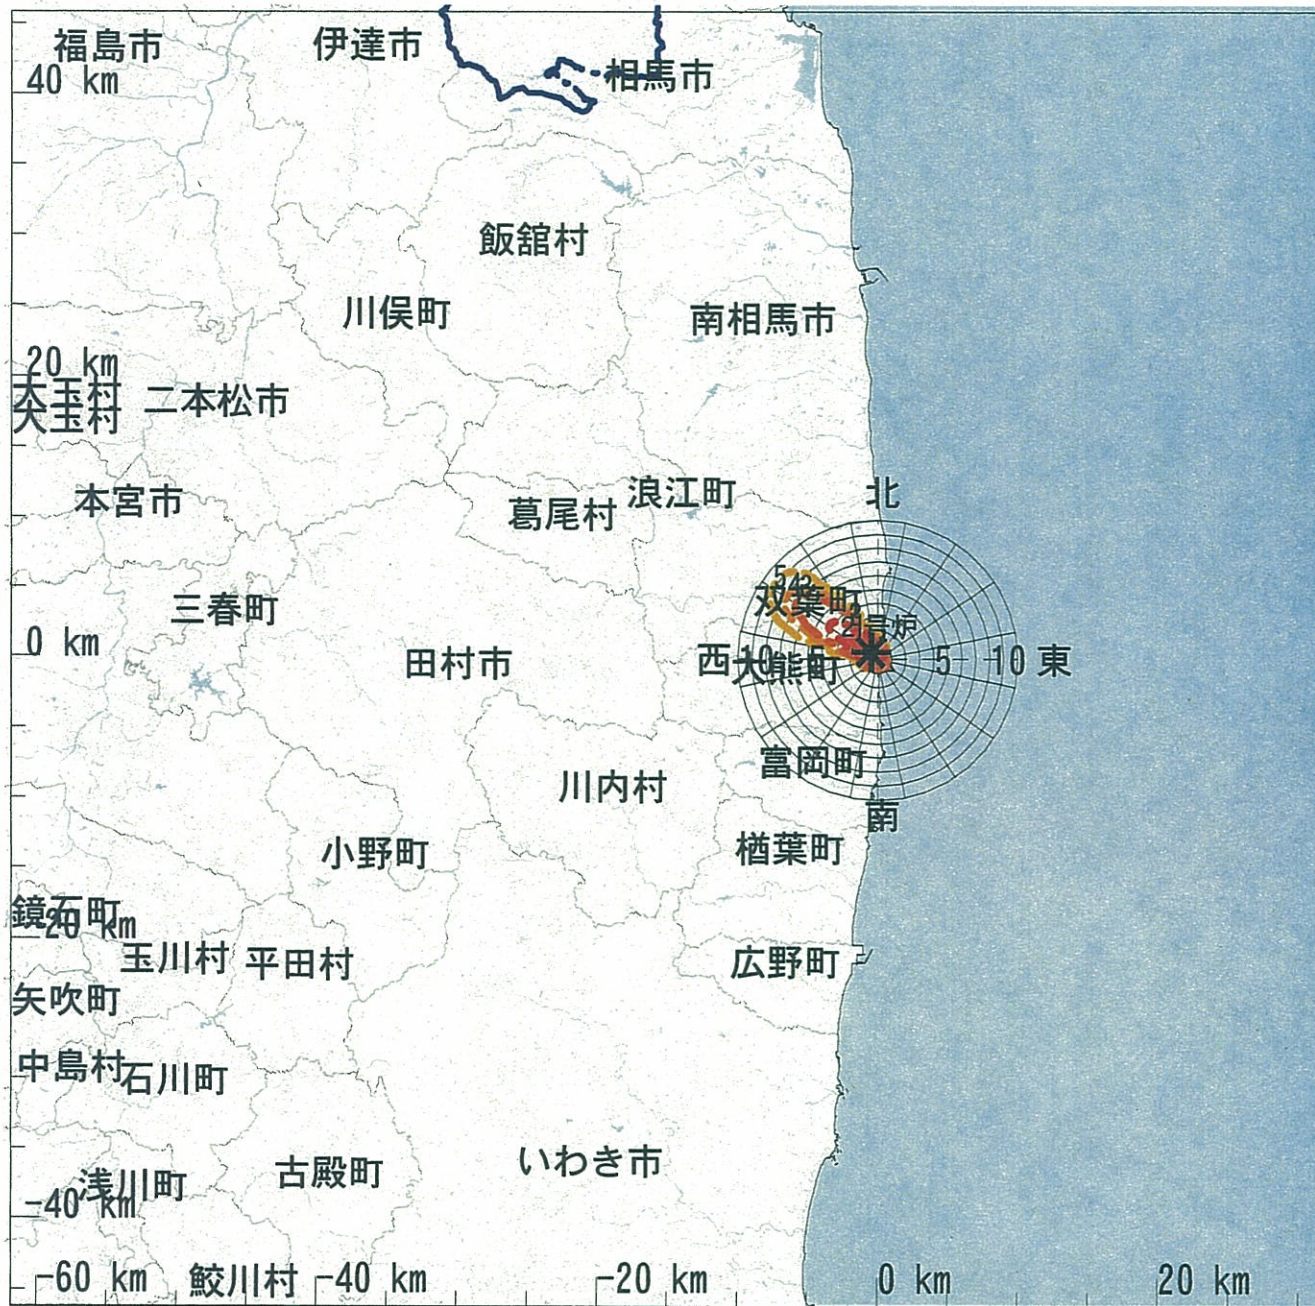 福島市
伊達市
相馬市
40 km
飯舘村
川俣町
南相馬市
20 km
大玉村
大玉村
二本松市
本宮市
葛尾村
浪江町
北
三春町
双葉町
5
4
号炉
0 km
田村市
西
10
5
大熊町
5
10
東
富岡町
川内村
南
小野町
楢葉町
鏡石町
-20 km
玉川村
平田村
広野町
矢吹町
中島村
石川町
いわき市
浅川町
古殿町
-40 km
-60 km
鮫川村
-40 km
-20 km
0 km
20 km